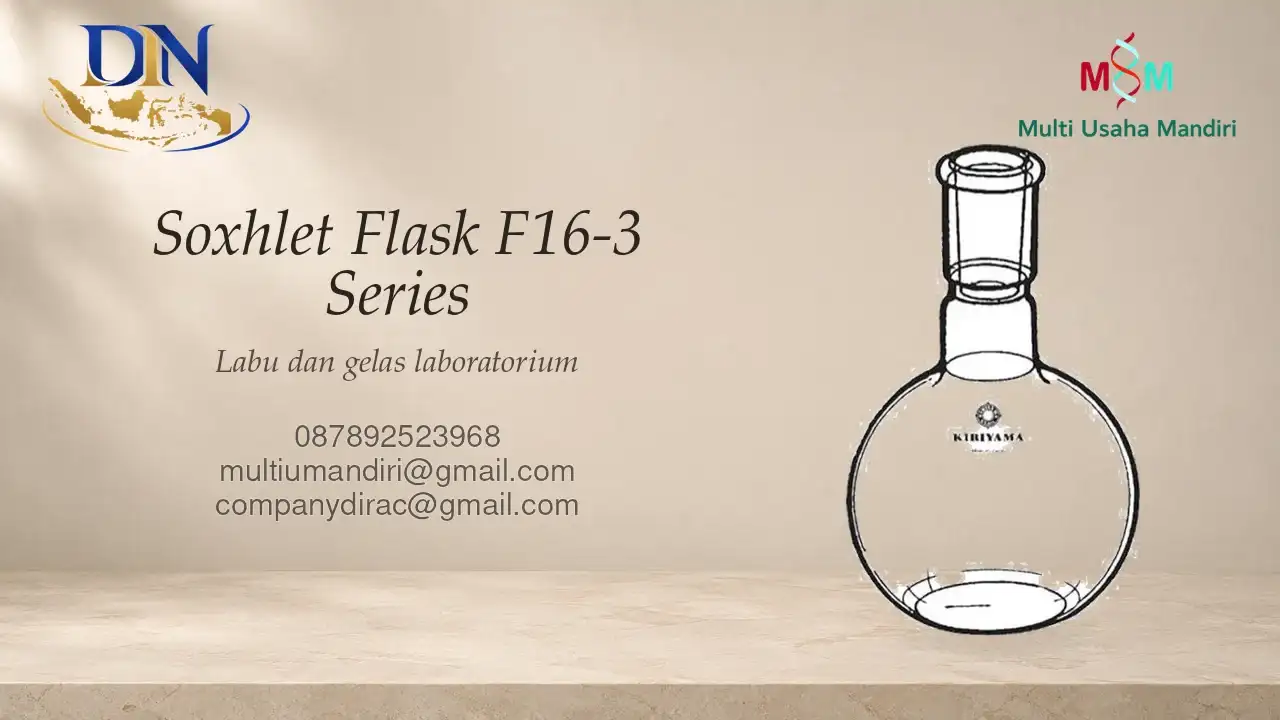 DIN
MSM
Multi Usaha Mandiri
Soxhlet Flask F16-3
Series
Labu dan gelas laboratorium
087892523968
multiumandiri@gmail.com
companydirac@gmail.com
KIRIYAMA